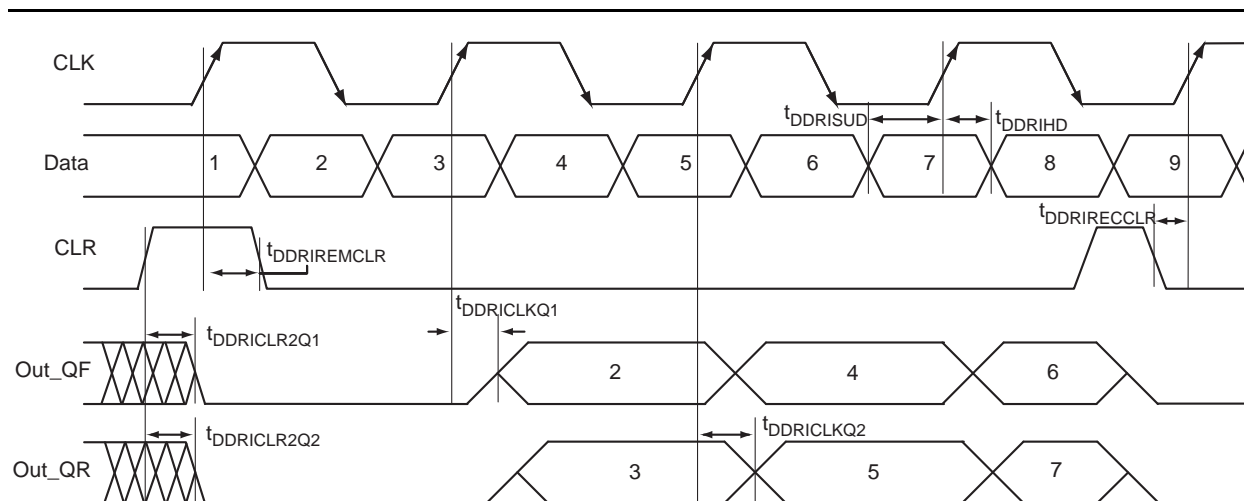 CLK
tDDRISUD
tDDRIHD
Data 1 2 3 4 5 6 7 8 9
tDDRIRECCLR
CLR
tDDRIREMCLR
tDDRICLKQ1
tDDRICLR2Q1
Out_QF 2 4 6
tDDRICLR2Q2
tDDRICLKQ2
Out_QR 3 5 7